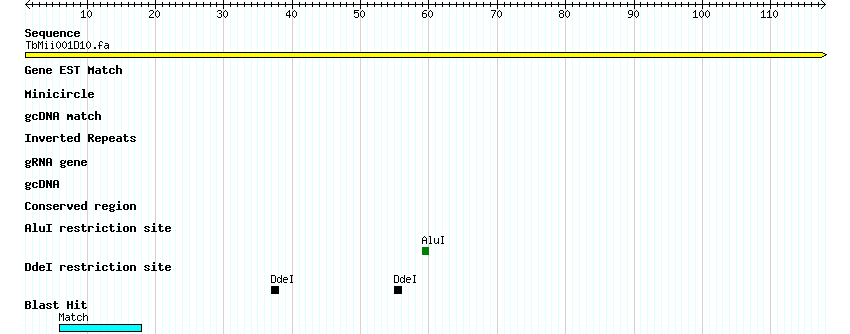 10 20 30 40 50 60 70 80 90 100 110
Sequence
TbMii001D10.fa
Gene EST Match
Minicircle
gcDNA match
Inverted Repeats
gRNA gene
gcDNA
Conserved region
AluI restriction site
AluI
DdeI restriction site
DdeI DdeI
Blast Hit
Match